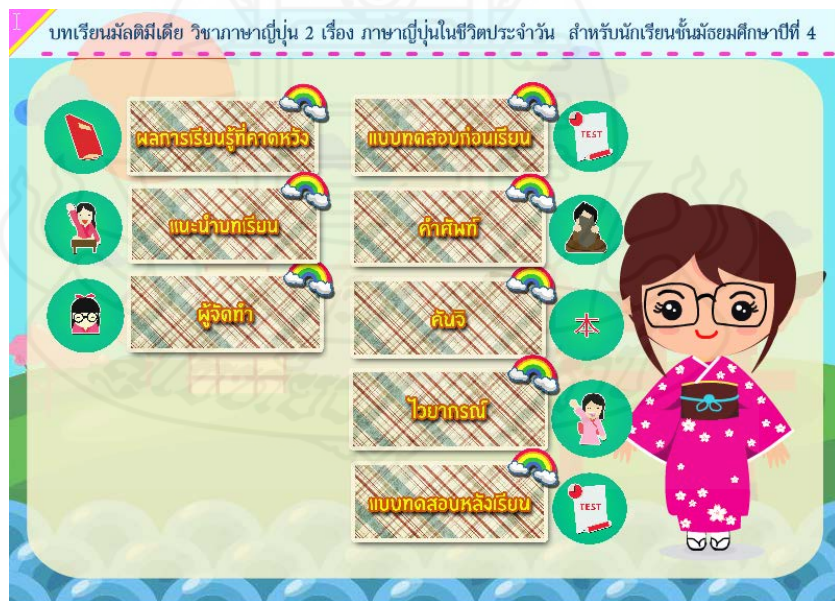 บทเรียนมัลติมีเดีย วิชาภาษาญี่ปุ่น 2 เรื่อง ภาษาญี่ปุ่นในชีวิตประจำวัน สำหรับนักเรียนชั้นมัธยมศึกษาปีที่ 4
ผลการเรียนรู้ที่คาดหวัง
แนะนำบทเรียน
ผู้จัดทำ
แบบทดสอบก่อนเรียน
TEST
คำศัพท์
คันจิ
本
ไวยากรณ์
แบบทดสอบหลังเรียน
TEST